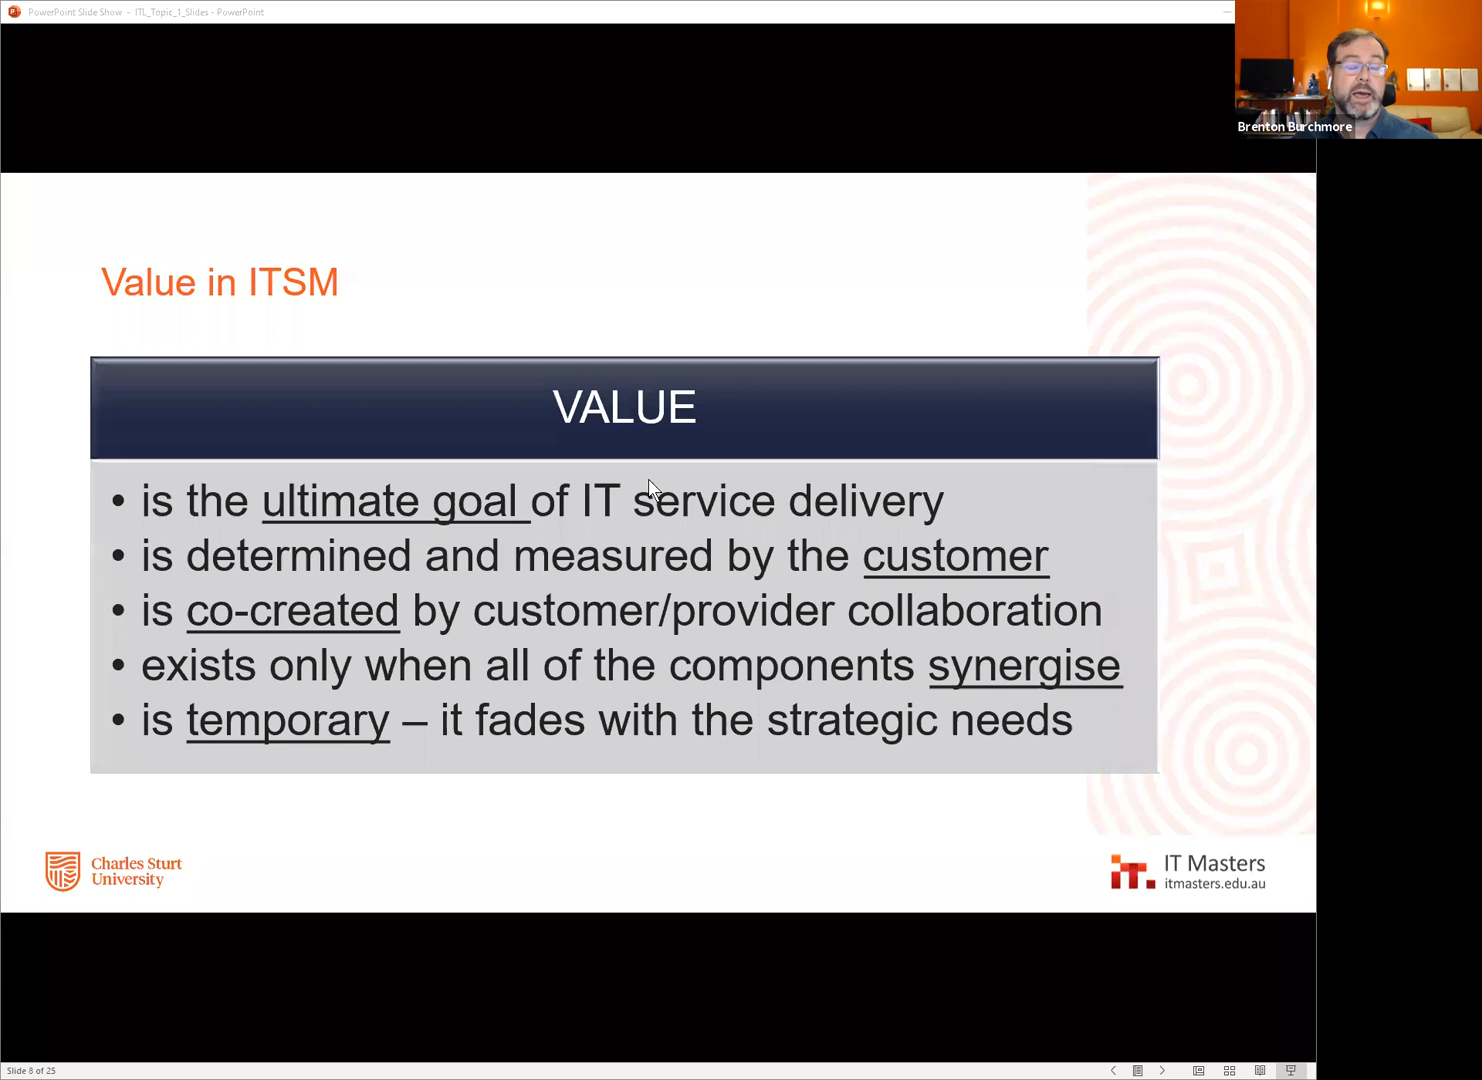 PowerPoint Slide Show - ITL_Topic_1_Slides - PowerPoint
Brenton Burchmore
Value in ITSM
VALUE
• is the ultimate goal of IT service delivery
• is determined and measured by the customer
• is co-created by customer/provider collaboration
• exists only when all of the components synergise
• is temporary – it fades with the strategic needs
Charles Sturt
University
it.
IT Masters
itmasters.edu.au
Slide 8 of 25